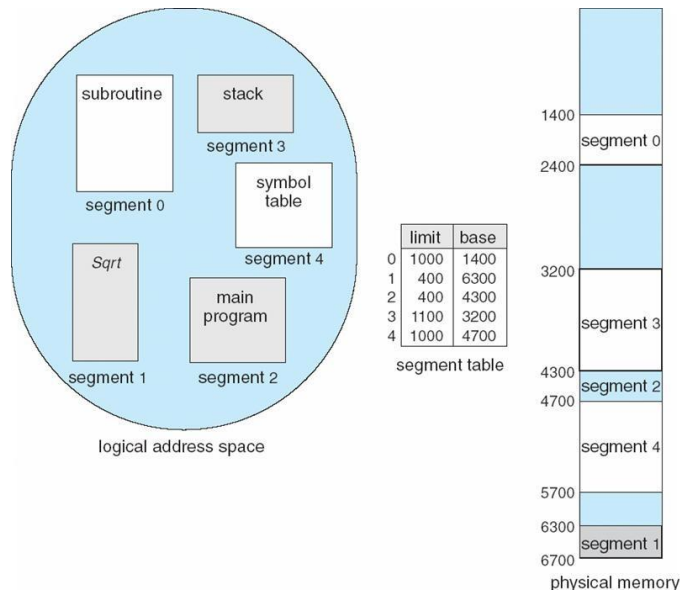 subroutine
segment 0
stack
segment 3
symbol
table
segment 4
Sqrt
segment 1
main
program
segment 2
logical address space
limit base
0 1000 1400
1 400 6300
2 400 4300
3 1100 3200
4 1000 4700
segment table
1400
segment 0
2400
3200
segment 3
4300
segment 2
4700
segment 4
5700
6300
segment 1
6700
physical memory